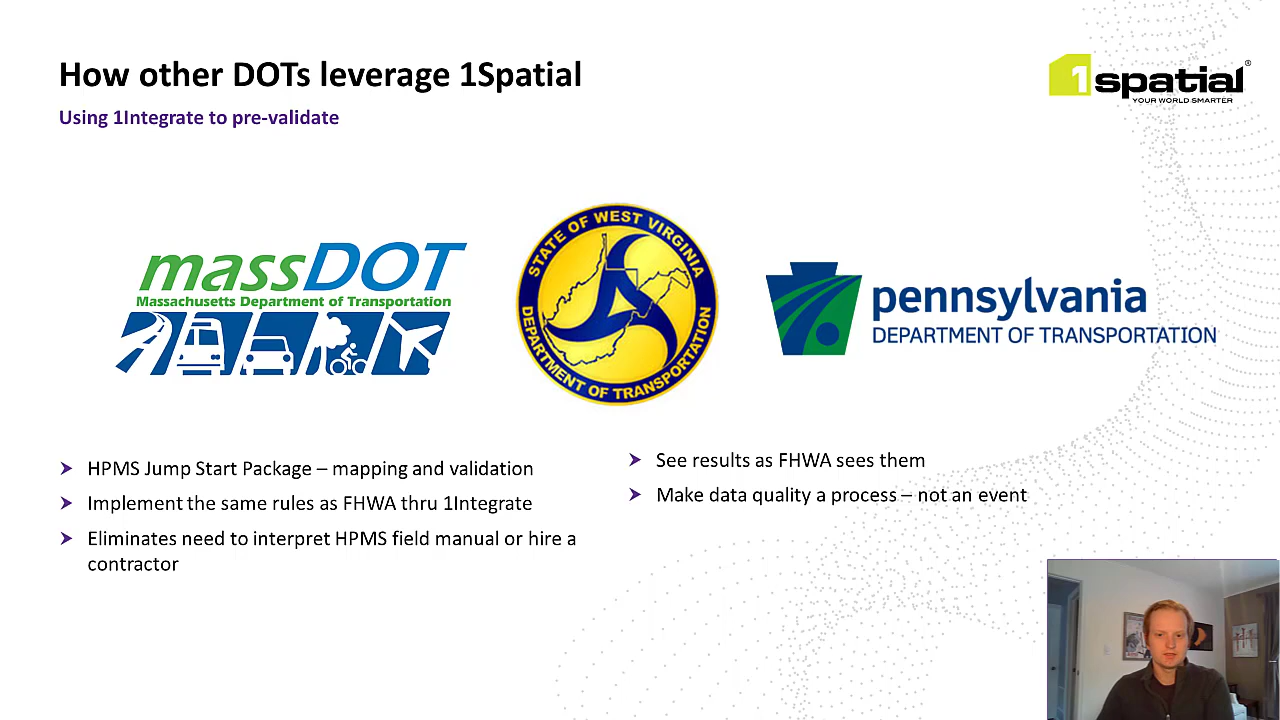 How other DOTs leverage 1Spatial
Using 1Integrate to pre-validate
1spatial®
YOUR WORLD SMARTER
massDOT
Massachusetts Department of Transportation
STATE OF WEST VIRGINIA
DEPARTMENT OF TRANSPORTATION
pennsylvania
DEPARTMENT OF TRANSPORTATION
HPMS Jump Start Package – mapping and validation
Implement the same rules as FHWA thru 1Integrate
Eliminates need to interpret HPMS field manual or hire a
contractor
See results as FHWA sees them
Make data quality a process – not an event